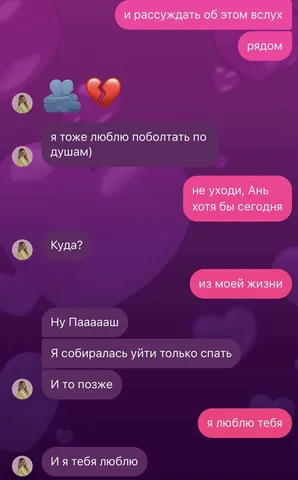 и рассуждать об этом вслух
рядом
🫂💔
я тоже люблю поболтать по
душам)
не уходи, Ань
хотя бы сегодня
Куда?
из моей жизни
Ну Паааааш
Я собиралась уйти только спать
И то позже
я люблю тебя
И я тебя люблю